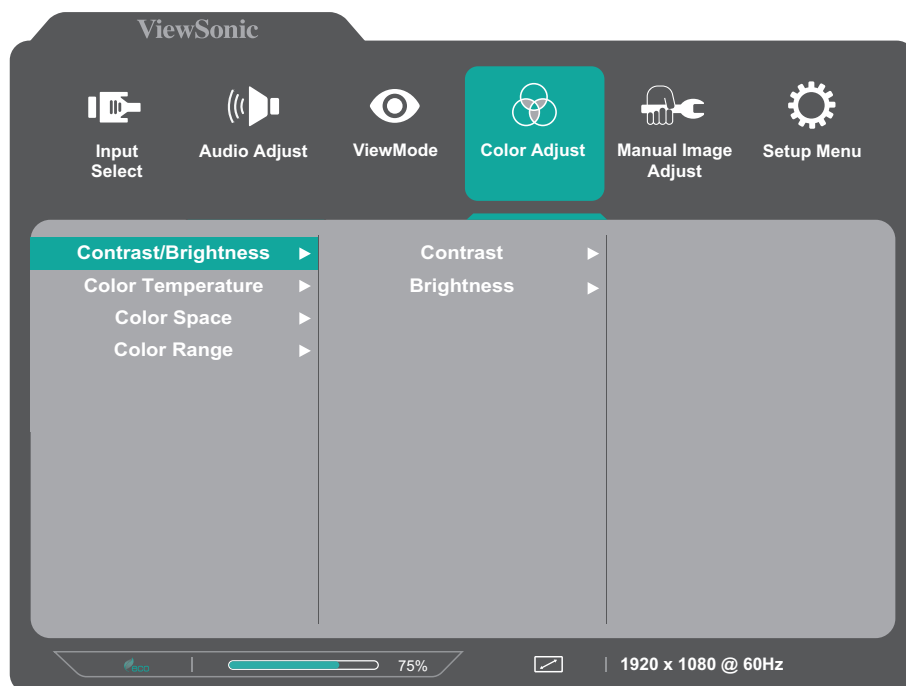 ViewSonic
Input
Select
Audio Adjust
ViewMode
Color Adjust
Manual Image
Adjust
Setup Menu
Contrast/Brightness
Color Temperature
Color Space
Color Range
Contrast
Brightness
ECO
75%
1920 x 1080 @ 60Hz